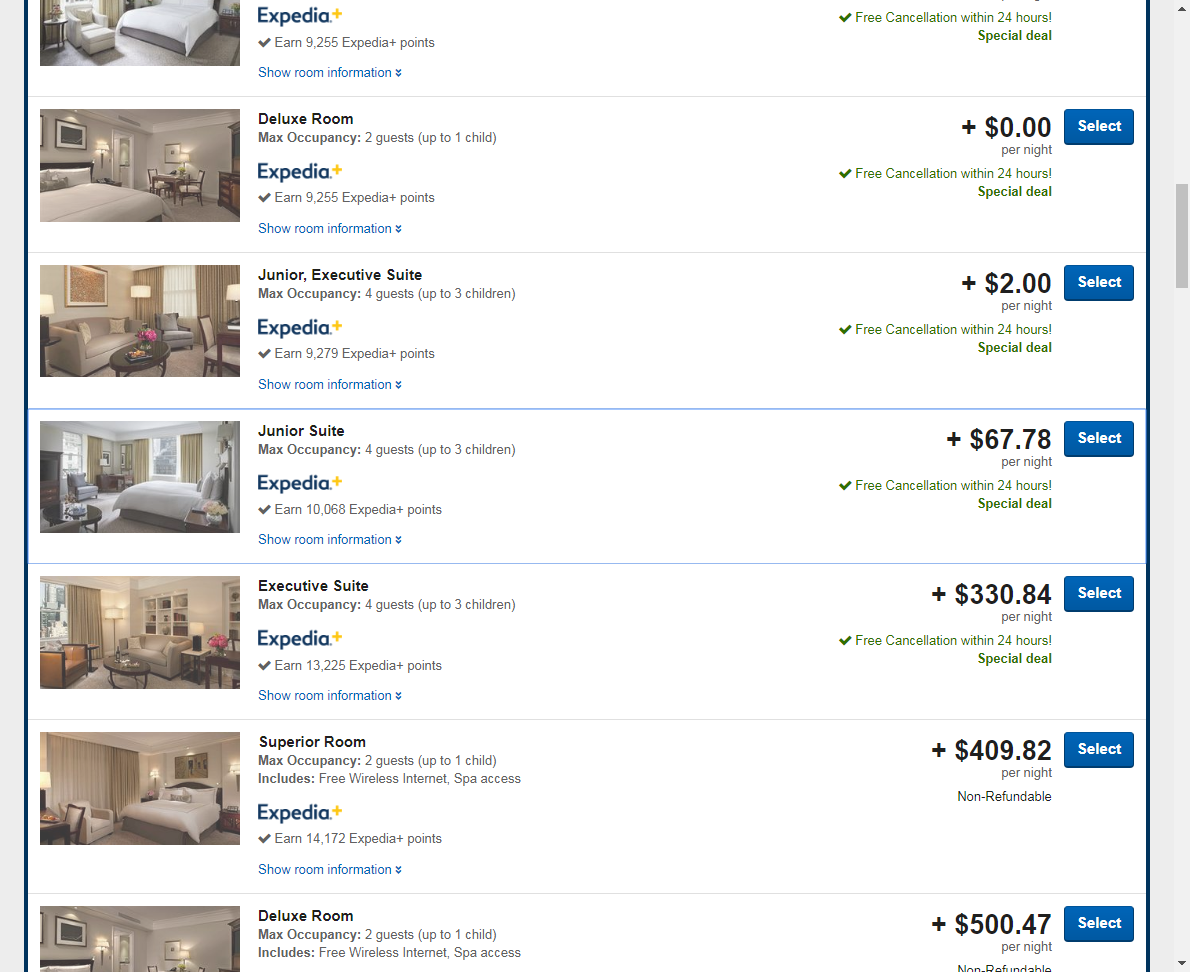 Expedia+
Earn 9,255 Expedia+ points
Show room information
Free Cancellation within 24 hours!
Special deal
Deluxe Room
Max Occupancy: 2 guests (up to 1 child)
Expedia+
Earn 9,255 Expedia+ points
Show room information
+ $0.00
per night
Free Cancellation within 24 hours!
Special deal
Select
Junior, Executive Suite
Max Occupancy: 4 guests (up to 3 children)
Expedia+
Earn 9,279 Expedia+ points
Show room information
+ $2.00
per night
Free Cancellation within 24 hours!
Special deal
Select
Junior Suite
Max Occupancy: 4 guests (up to 3 children)
Expedia+
Earn 10,068 Expedia+ points
Show room information
+ $67.78
per night
Free Cancellation within 24 hours!
Special deal
Select
Executive Suite
Max Occupancy: 4 guests (up to 3 children)
Expedia+
Earn 13,225 Expedia+ points
Show room information
+ $330.84
per night
Free Cancellation within 24 hours!
Special deal
Select
Superior Room
Max Occupancy: 2 guests (up to 1 child)
Includes: Free Wireless Internet, Spa access
Expedia+
Earn 14,172 Expedia+ points
Show room information
+ $409.82
per night
Non-Refundable
Select
Deluxe Room
Max Occupancy: 2 guests (up to 1 child)
Includes: Free Wireless Internet, Spa access
+ $500.47
per night
Non-Refundable
Select